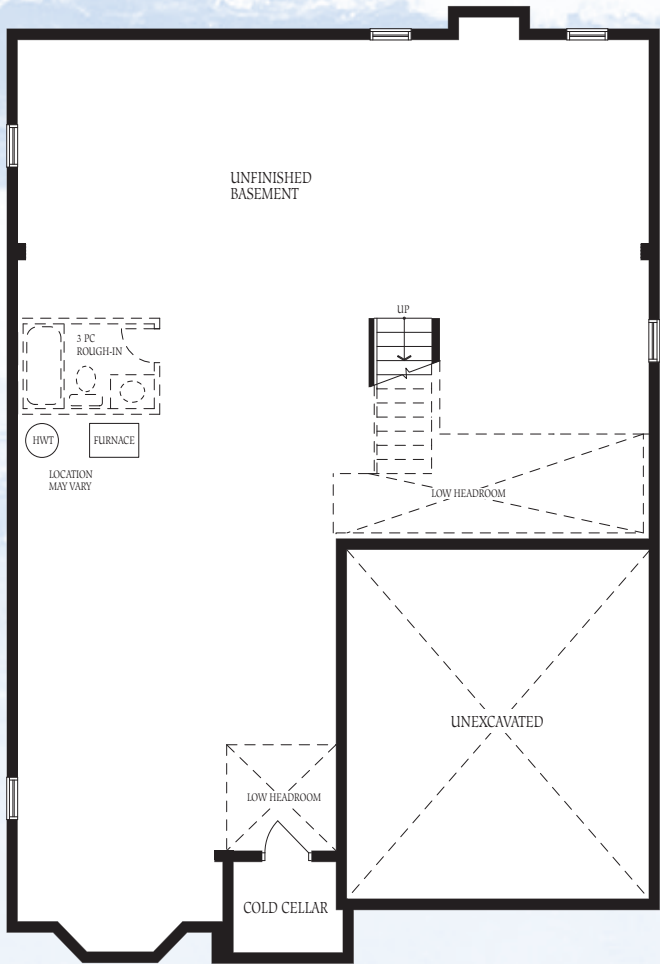 UNFINISHED
BASEMENT
UP
3 PC
ROUGH-IN
HWT
FURNACE
LOCATION
MAY VARY
LOW HEADROOM
UNEXCAVATED
LOW HEADROOM
COLD CELLAR